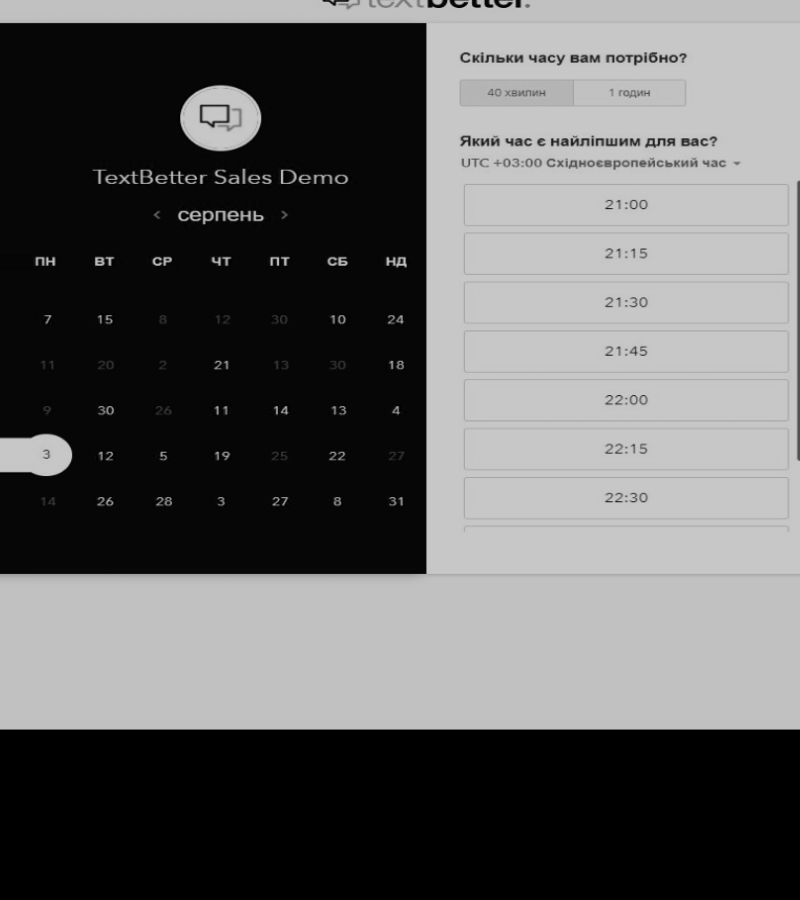 textbetter.
TextBetter Sales Demo
< серпень >
ПН ВТ СР ЧТ ПТ СБ НД
7 15 8 12 30 10 24
11 20 2 21 13 30 18
9 30 26 11 14 13 4
3 12 5 19 25 22 27
14 26 28 3 27 8 31
Скільки часу вам потрібно?
40 хвилин 1 годин
Який час є найліпшим для вас?
UTC +03:00 Східноєвропейський час
21:00
21:15
21:30
21:45
22:00
22:15
22:30